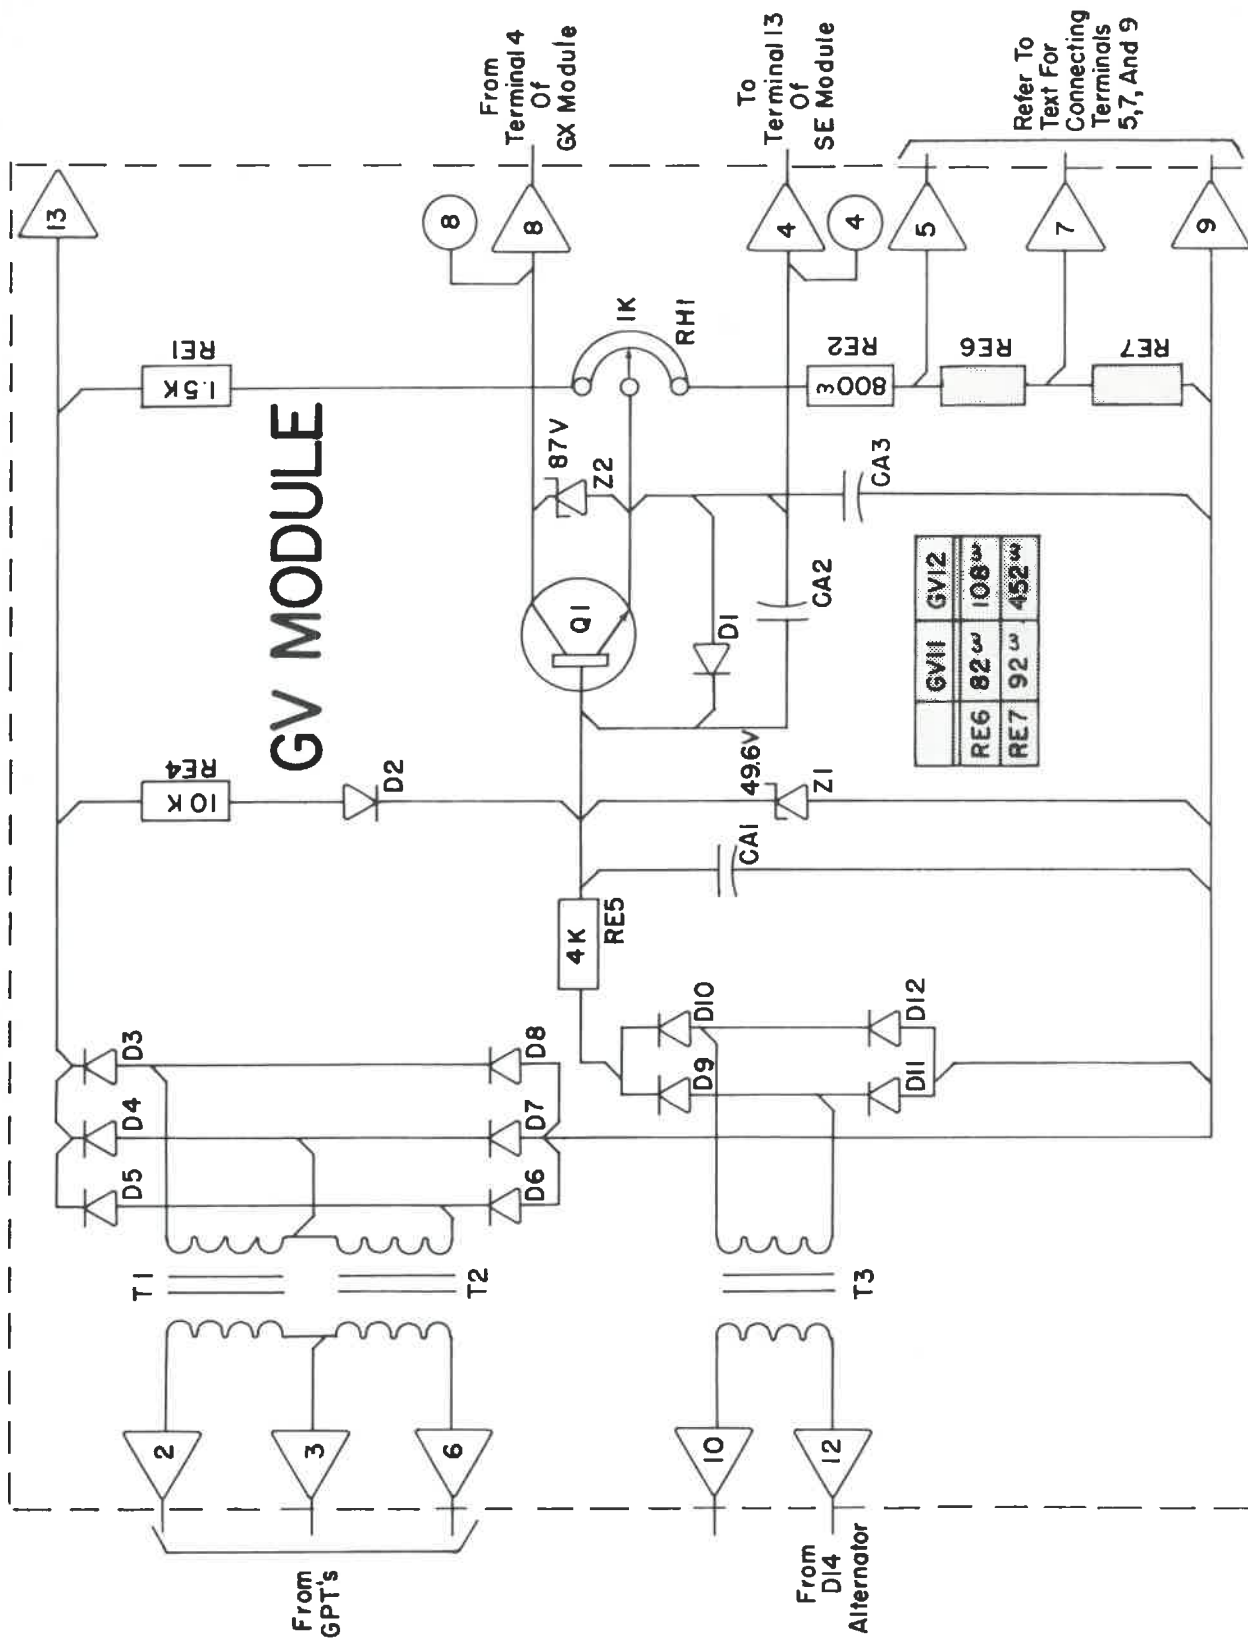 13
From
Terminal 4
Of
GX Module
8
8
To
Terminal 13
Of
SE Module
4
4
Refer To
Text For
Connecting
Terminals
5,7, And 9
5
7
9
RE1
1.5K
1K
RH1
RE2
800ω
RE6
RE7
GV MODULE
87V
Z2
Q1
CA3
D1
CA2
GV11 GV12
RE6 82ω 108ω
RE7 92ω 452ω
RE4
10K
D2
49.6V
Z1
CA1
4K
RE5
D3
D4
D5
D8
D7
D6
D10
D9
D12
D11
T1
T2
T3
2
3
6
10
12
From
GPT's
From
D14
Alternator